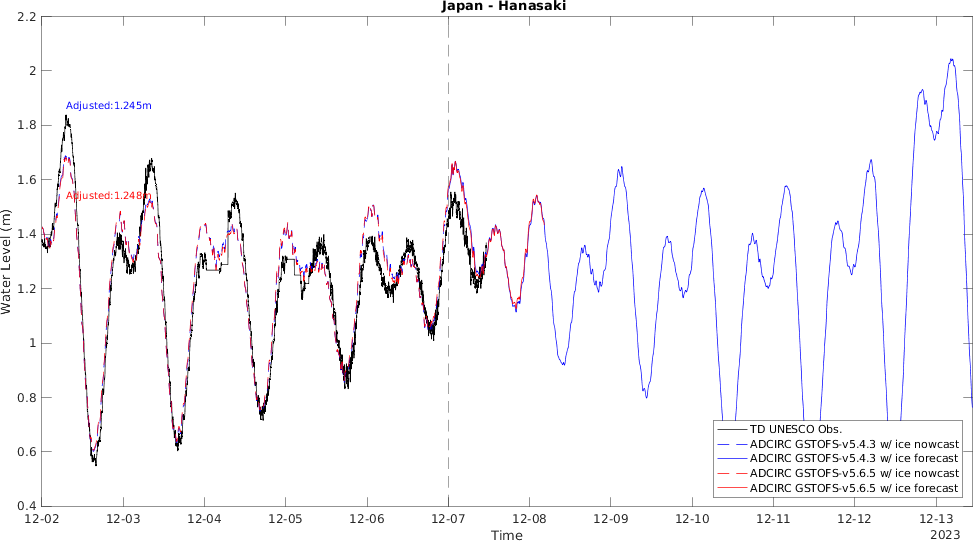 Japan - Hanasaki
2.2
2
1.8
1.6
1.4
1.2
1
0.8
0.6
0.4
Water Level (m)
Adjusted:1.245m
Adjusted:1.248m
TD UNESCO Obs.
ADCIRC GSTOFS-v5.4.3 w/ ice nowcast
ADCIRC GSTOFS-v5.4.3 w/ ice forecast
ADCIRC GSTOFS-v5.6.5 w/ ice nowcast
ADCIRC GSTOFS-v5.6.5 w/ ice forecast
12-02 12-03 12-04 12-05 12-06 12-07 12-08 12-09 12-10 12-11 12-12 12-13
Time
2023